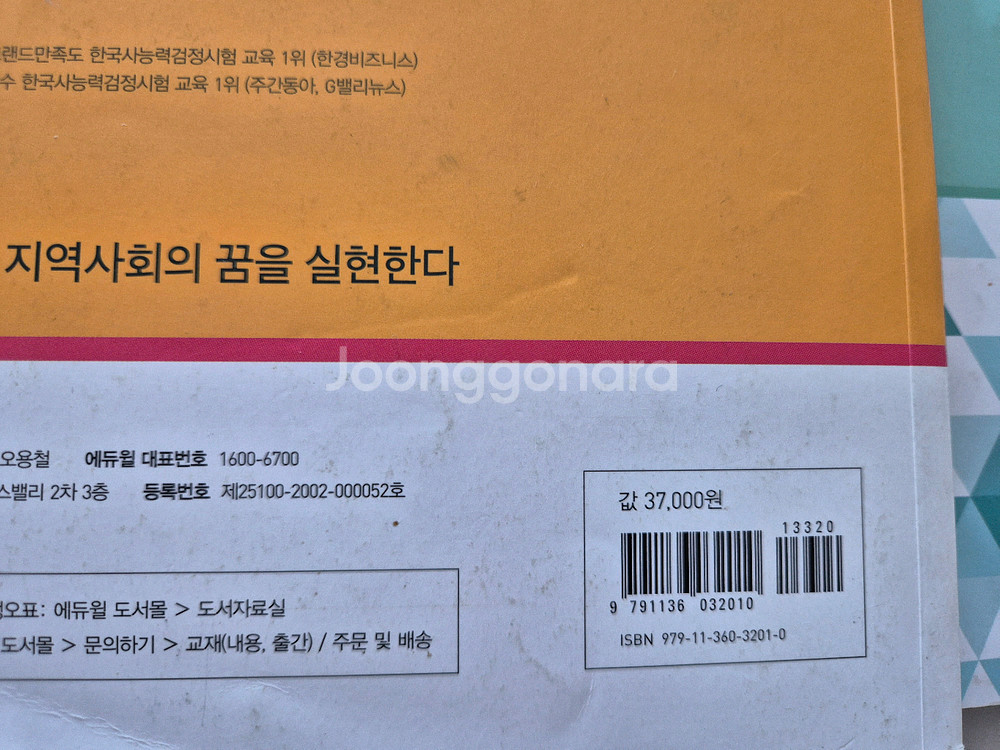 랜드만족도 한국사능력검정시험 교육 1위 (한경비즈니스)
수 한국사능력검정시험 교육 1위 (주간동아, G밸리뉴스)
지역사회의 꿈을 실현한다
Joonggonara
오용철 에듀윌 대표번호 1600-6700
스밸리 2차 3층 등록번호 제25100-2002-000052호
값 37,000원
13320
9 791136 032010
ISBN 979-11-360-3201-0
정오표: 에듀윌 도서몰 > 도서자료실
도서몰 > 문의하기 > 교재(내용, 출간) / 주문 및 배송